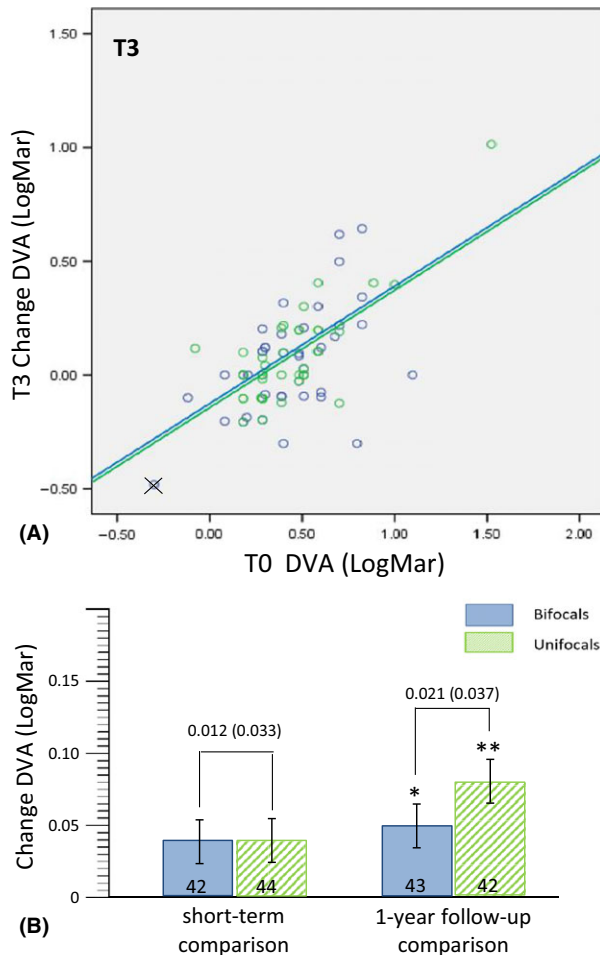 1.50
T3
1.00
0.50
0.00
−0.50
T3 Change DVA (LogMar)
−0.50 0.00 0.50 1.00 1.50 2.00
(A)
T0 DVA (LogMar)
Bifocals
Unifocals
0.15
0.021 (0.037)
0.012 (0.033)
0.10
**
*
0.05
0
Change DVA (LogMar)
42 44 43 42
(B)
short-term
comparison
1-year follow-up
comparison